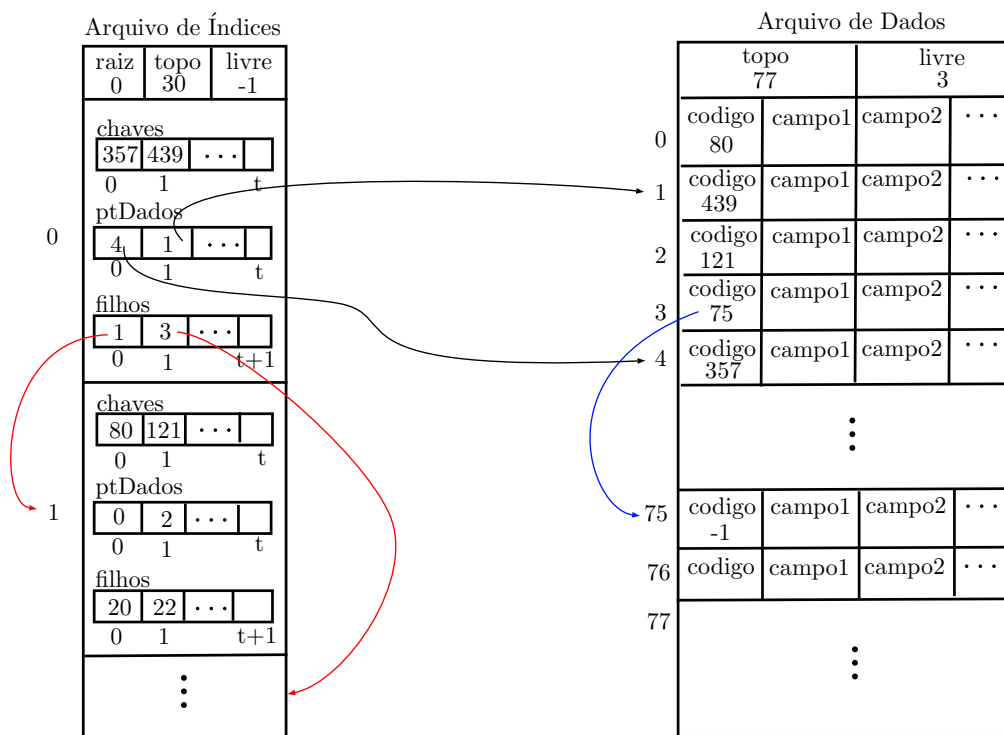 Arquivo de Índices
raiz topo livre
0 30 -1
0
chaves
357 439 ...
0 1 t
ptDados
4 1 ...
0 1 t
filhos
1 3 ...
0 1 t+1
1
chaves
80 121 ...
0 1 t
ptDados
0 2 ...
0 1 t
filhos
20 22 ...
0 1 t+1
Arquivo de Dados
topo livre
77 3
0 codigo campo1 campo2 ...
80
1 codigo campo1 campo2 ...
439
2 codigo campo1 campo2 ...
121
3 codigo campo1 campo2 ...
75
4 codigo campo1 campo2 ...
357
75 codigo campo1 campo2 ...
-1
76 codigo campo1 campo2 ...
77